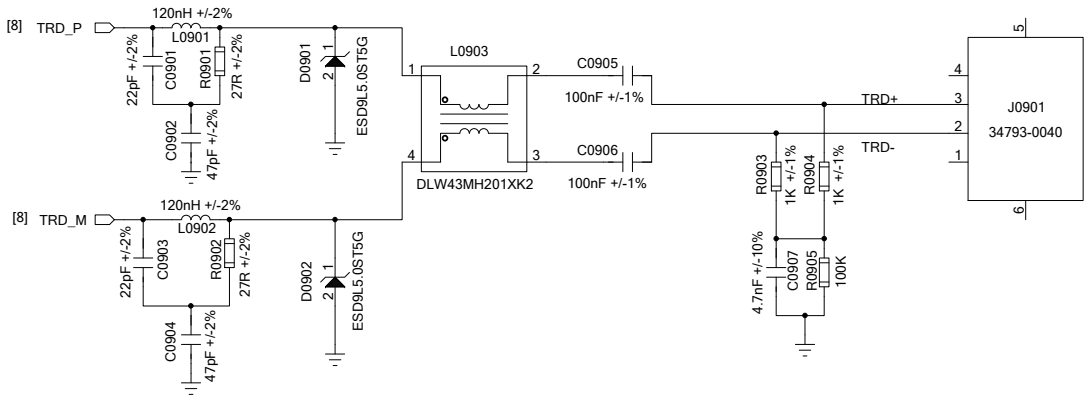 [8] TRD_P
120nH +/-2%
L0901
22pF +/-2%
C0901
R0901
27R +/-2%
C0902
47pF +/-2%
D0901
1
2
ESD9L5.0ST5G
L0903
1
2
4
3
DLW43MH201XK2
C0905
100nF +/-1%
C0906
100nF +/-1%
TRD+
TRD-
R0903
1K +/-1%
R0904
1K +/-1%
4.7nF +/-10%
C0907
R0905
100K
5
4
3
2
1
6
J0901
34793-0040
[8] TRD_M
120nH +/-2%
L0902
22pF +/-2%
C0903
R0902
27R +/-2%
C0904
47pF +/-2%
D0902
1
2
ESD9L5.0ST5G